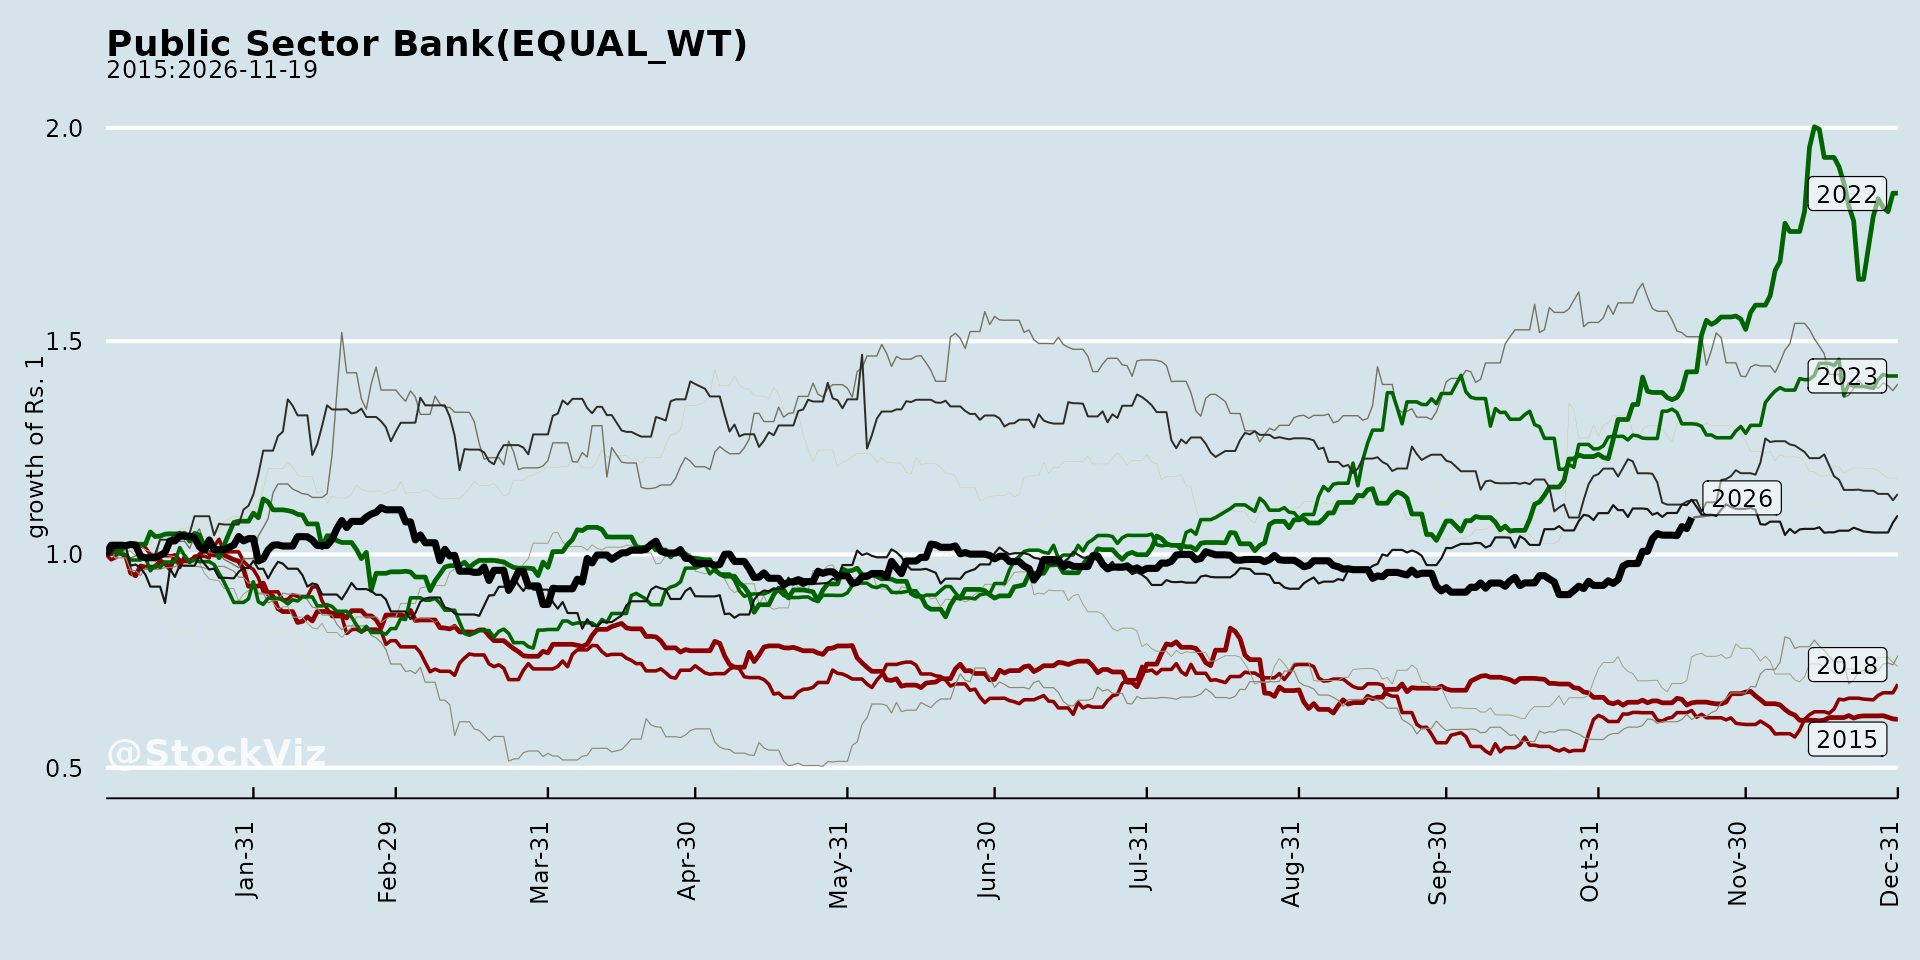 Public Sector Bank(EQUAL_WT)
2015:2026-11-19
growth of Rs. 1
2.0
1.5
1.0
0.5
2022
2023
2026
2018
2015
@StockViz
Jan-31
Feb-29
Mar-31
Apr-30
May-31
Jun-30
Jul-31
Aug-31
Sep-30
Oct-31
Nov-30
Dec-31